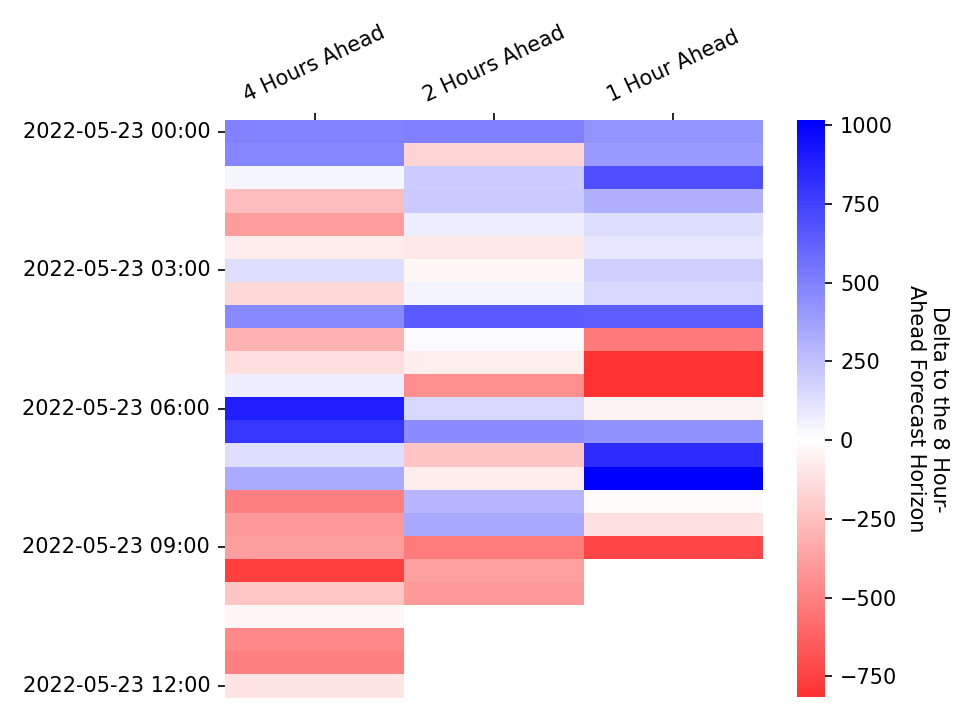 4 Hours Ahead
2 Hours Ahead
1 Hour Ahead
2022-05-23 00:00
2022-05-23 03:00
2022-05-23 06:00
2022-05-23 09:00
2022-05-23 12:00
1000
750
500
250
0
−250
−500
−750
Delta to the 8 Hour-
Ahead Forecast Horizon